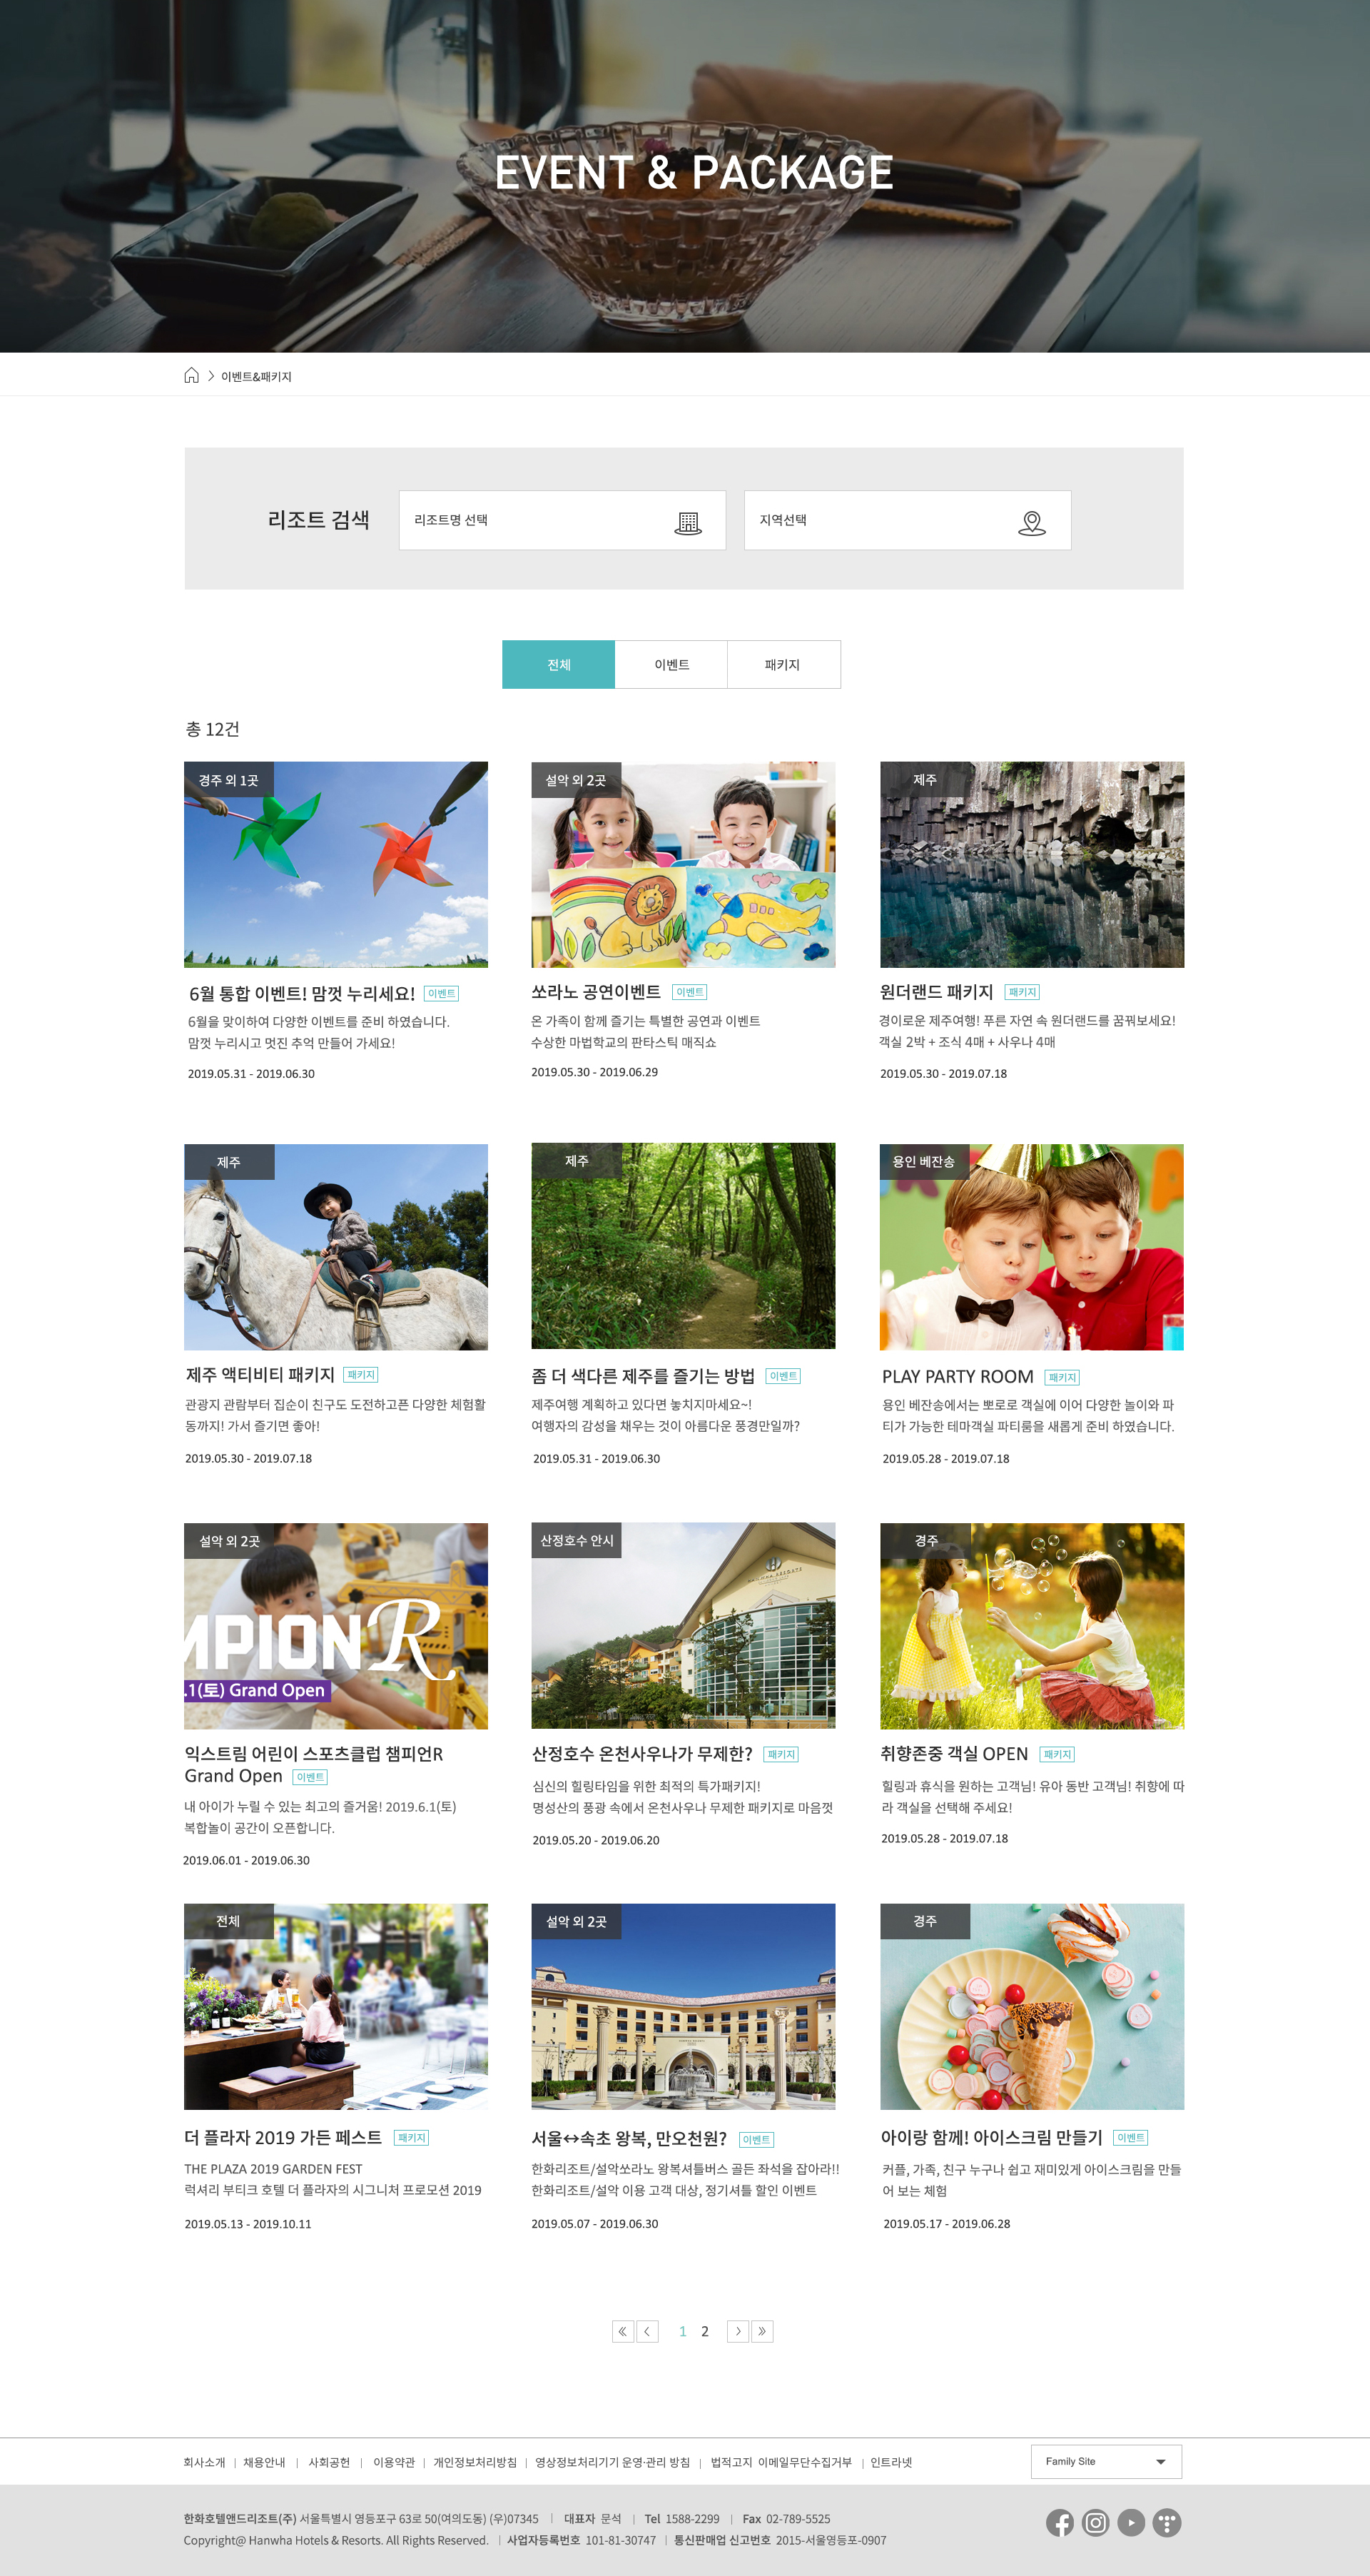 EVENT & PACKAGE
이벤트&패키지
리조트 검색
리조트명 선택
지역선택
전체
이벤트
패키지
총 12건
경주 외 1곳
6월 통합 이벤트! 맘껏 누리세요! 이벤트
6월을 맞이하여 다양한 이벤트를 준비 하였습니다.
맘껏 누리시고 멋진 추억 만들어 가세요!
2019.05.31 - 2019.06.30
설악 외 2곳
쏘라노 공연이벤트 이벤트
온 가족이 함께 즐기는 특별한 공연과 이벤트
수상한 마법학교의 판타스틱 매직쇼
2019.05.30 - 2019.06.29
제주
원더랜드 패키지 패키지
경이로운 제주여행! 푸른 자연 속 원더랜드를 꿈꿔보세요!
객실 2박 + 조식 4매 + 사우나 4매
2019.05.30 - 2019.07.18
제주
제주 액티비티 패키지 패키지
관광지 관람부터 집순이 친구도 도전하고픈 다양한 체험활
동까지! 가서 즐기면 좋아!
2019.05.30 - 2019.07.18
제주
좀 더 색다른 제주를 즐기는 방법 이벤트
제주여행 계획하고 있다면 놓치지마세요~!
여행자의 감성을 채우는 것이 아름다운 풍경만일까?
2019.05.31 - 2019.06.30
용인 베잔송
PLAY PARTY ROOM 패키지
용인 베잔송에서는 뽀로로 객실에 이어 다양한 놀이와 파
티가 가능한 테마객실 파티룸을 새롭게 준비 하였습니다.
2019.05.28 - 2019.07.18
설악 외 2곳
MPION R
.1(토) Grand Open
익스트림 어린이 스포츠클럽 챔피언R
Grand Open 이벤트
내 아이가 누릴 수 있는 최고의 즐거움! 2019.6.1(토)
복합놀이 공간이 오픈합니다.
2019.06.01 - 2019.06.30
산정호수 안시
산정호수 온천사우나가 무제한? 패키지
심신의 힐링타임을 위한 최적의 특가패키지!
명성산의 풍광 속에서 온천사우나 무제한 패키지로 마음껏
2019.05.20 - 2019.06.20
경주
취향존중 객실 OPEN 패키지
힐링과 휴식을 원하는 고객님! 유아 동반 고객님! 취향에 따
라 객실을 선택해 주세요!
2019.05.28 - 2019.07.18
전체
더 플라자 2019 가든 페스트 패키지
THE PLAZA 2019 GARDEN FEST
럭셔리 부티크 호텔 더 플라자의 시그니처 프로모션 2019
2019.05.13 - 2019.10.11
설악 외 2곳
서울↔속초 왕복, 만오천원? 이벤트
한화리조트/설악쏘라노 왕복셔틀버스 골든 좌석을 잡아라!!
한화리조트/설악 이용 고객 대상, 정기셔틀 할인 이벤트
2019.05.07 - 2019.06.30
경주
아이랑 함께! 아이스크림 만들기 이벤트
커플, 가족, 친구 누구나 쉽고 재미있게 아이스크림을 만들
어 보는 체험
2019.05.17 - 2019.06.28
1 2
회사소개 | 채용안내 | 사회공헌 | 이용약관 | 개인정보처리방침 | 영상정보처리기기 운영·관리 방침 | 법적고지 이메일무단수집거부 | 인트라넷
Family Site
한화호텔앤드리조트(주) 서울특별시 영등포구 63로 50(여의도동) (우)07345 | 대표자 문석 | Tel 1588-2299 | Fax 02-789-5525
Copyright@ Hanwha Hotels & Resorts. All Rights Reserved. | 사업자등록번호 101-81-30747 | 통신판매업 신고번호 2015-서울영등포-0907